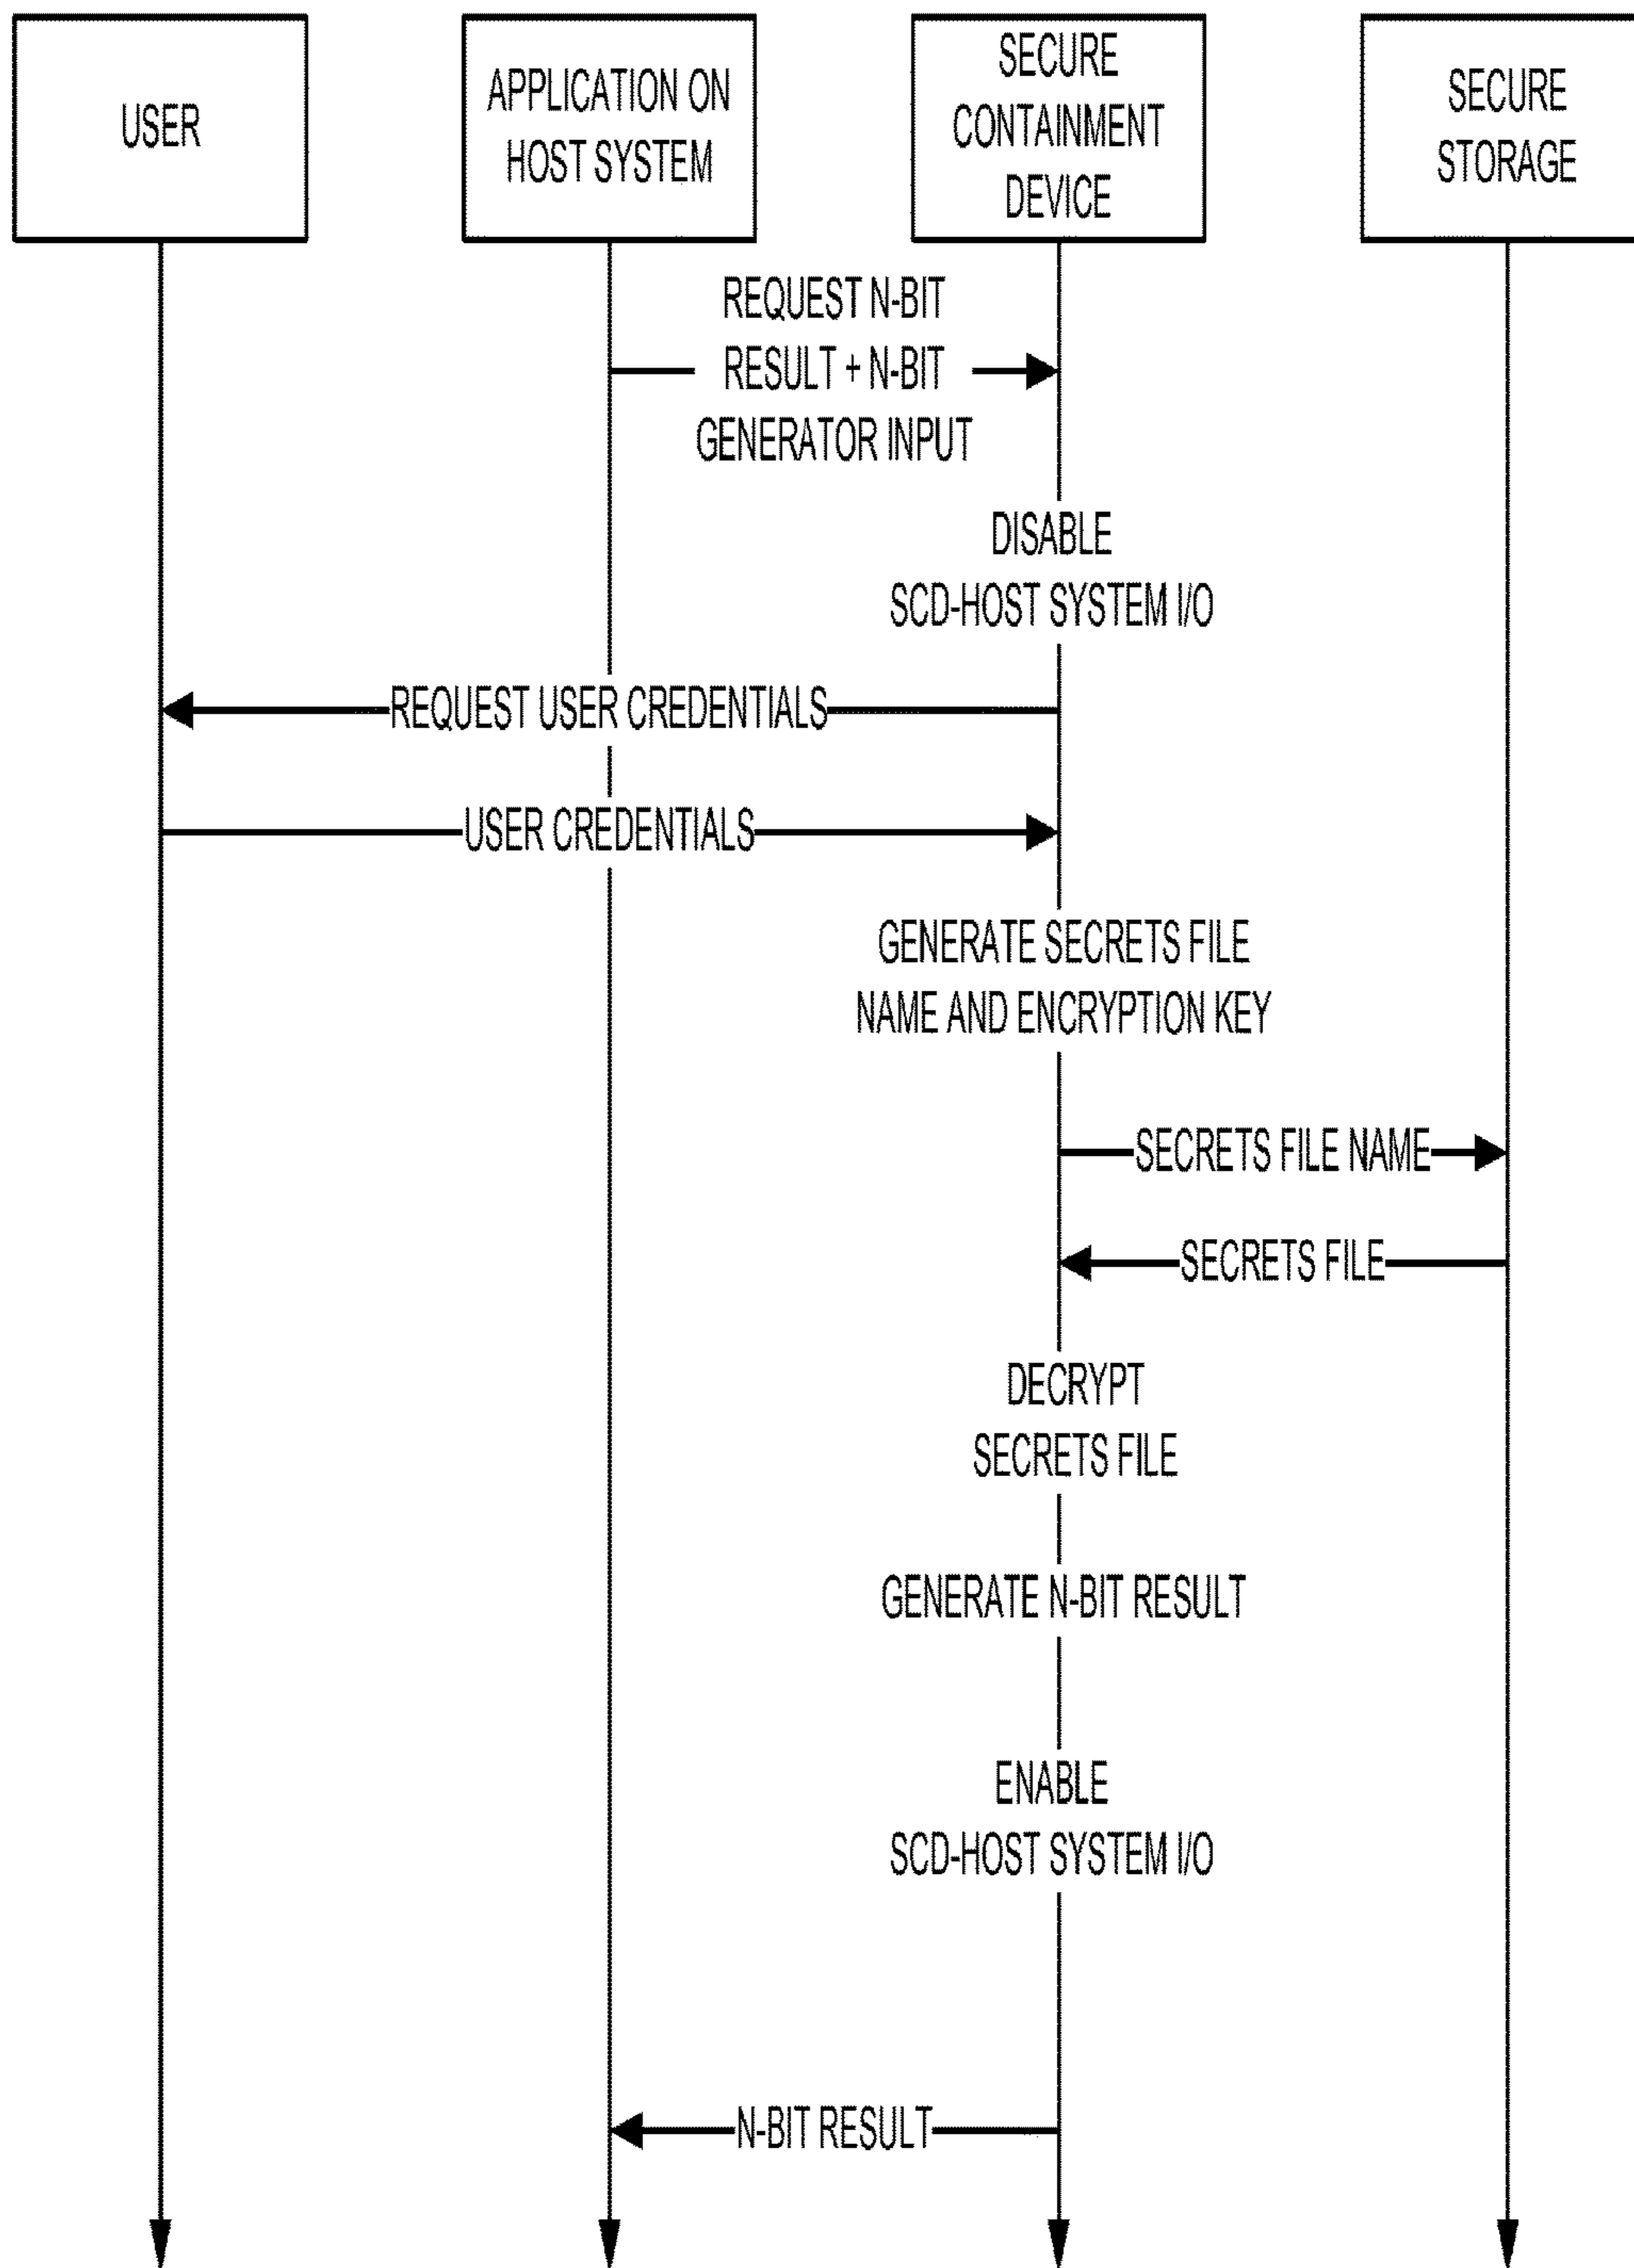 USER
APPLICATION ON
HOST SYSTEM
SECURE
CONTAINMENT
DEVICE
SECURE
STORAGE
REQUEST N-BIT
RESULT + N-BIT
GENERATOR INPUT
DISABLE
SCD-HOST SYSTEM I/O
REQUEST USER CREDENTIALS
USER CREDENTIALS
GENERATE SECRETS FILE
NAME AND ENCRYPTION KEY
SECRETS FILE NAME
SECRETS FILE
DECRYPT
SECRETS FILE
GENERATE N-BIT RESULT
ENABLE
SCD-HOST SYSTEM I/O
N-BIT RESULT